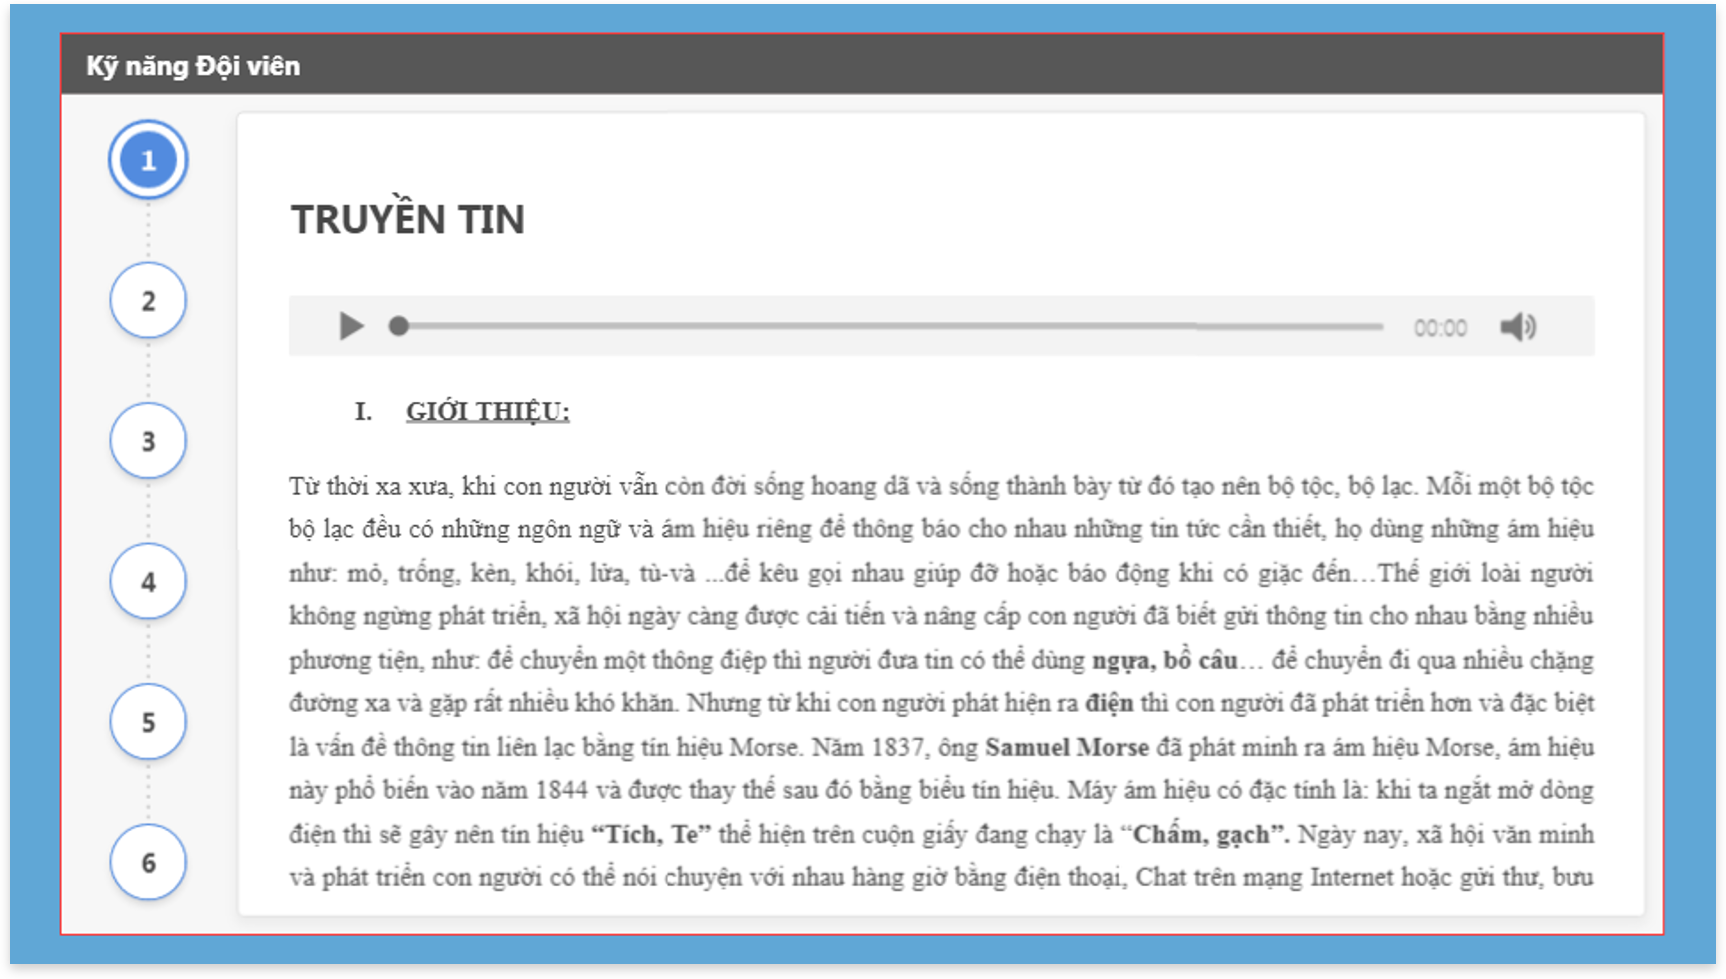 Kỹ năng Đội viên
1
TRUYỀN TIN
2
00:00
I. GIỚI THIỆU:
3
Từ thời xa xưa, khi con người vẫn còn đời sống hoang dã và sống thành bày từ đó tạo nên bộ tộc, bộ lạc. Mỗi một bộ tộc
bộ lạc đều có những ngôn ngữ và ám hiệu riêng để thông báo cho nhau những tin tức cần thiết, họ dùng những ám hiệu
như: mỏ, trống, kèn, khói, lửa, tù-và ...để kêu gọi nhau giúp đỡ hoặc báo động khi có giặc đến…Thế giới loài người
4
không ngừng phát triển, xã hội ngày càng được cải tiến và nâng cấp con người đã biết gửi thông tin cho nhau bằng nhiều
phương tiện, như: để chuyển một thông điệp thì người đưa tin có thể dùng ngựa, bồ câu… để chuyển đi qua nhiều chặng
đường xa và gặp rất nhiều khó khăn. Nhưng từ khi con người phát hiện ra điện thì con người đã phát triển hơn và đặc biệt
5
là vấn đề thông tin liên lạc bằng tín hiệu Morse. Năm 1837, ông Samuel Morse đã phát minh ra ám hiệu Morse, ám hiệu
này phổ biến vào năm 1844 và được thay thế sau đó bằng biểu tín hiệu. Máy ám hiệu có đặc tính là: khi ta ngắt mở dòng
điện thì sẽ gây nên tín hiệu “Tích, Te” thể hiện trên cuộn giấy đang chạy là “Chấm, gạch”. Ngày nay, xã hội văn minh
6
và phát triển con người có thể nói chuyện với nhau hàng giờ bằng điện thoại, Chat trên mạng Internet hoặc gửi thư, bưu